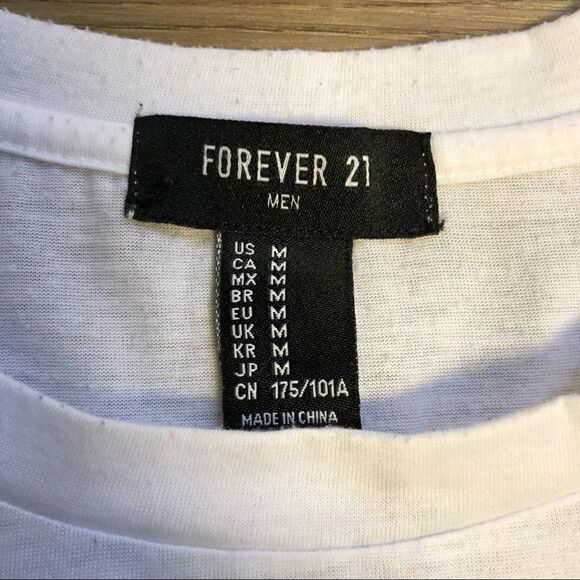 FOREVER 21
MEN
US M
CA M
MX M
BR M
EU M
UK M
KR M
JP M
CN 175/101A
MADE IN CHINA